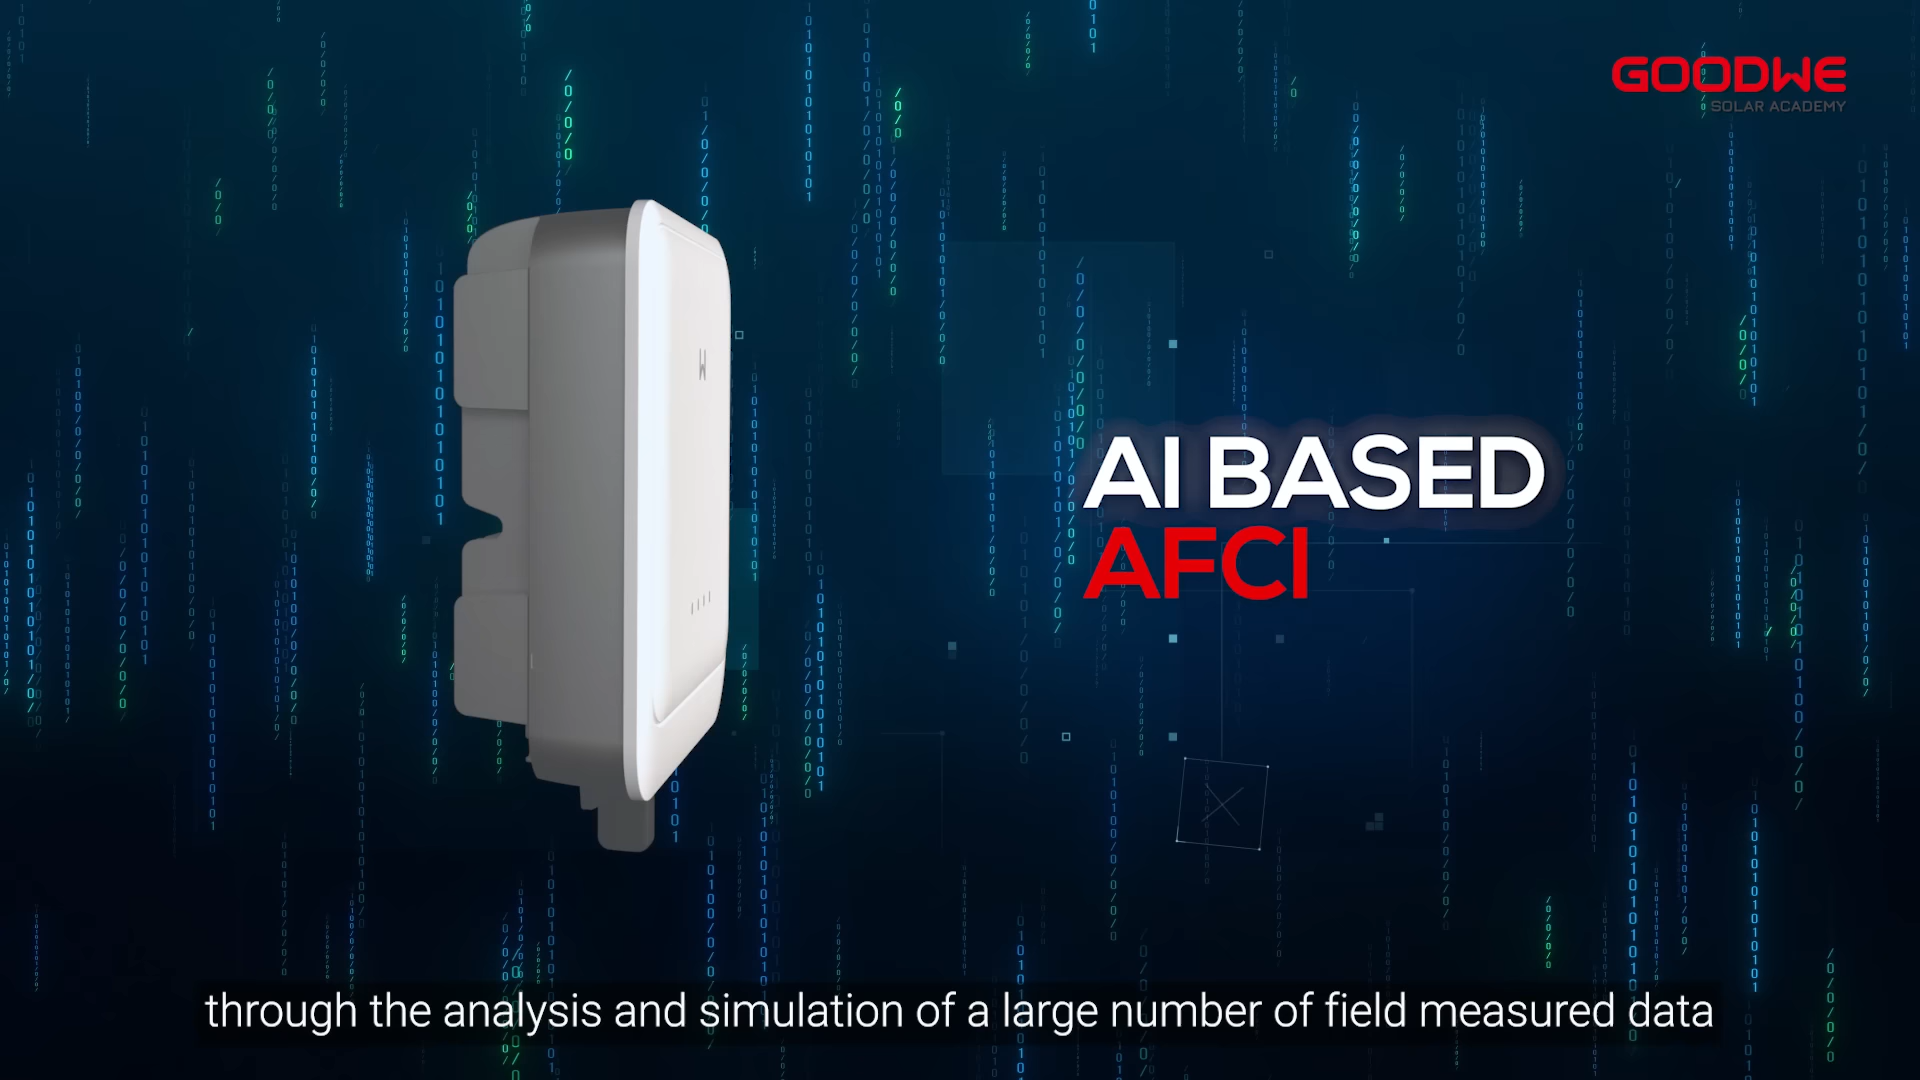 GOODWE
SOLAR ACADEMY
AI BASED
AFCI
through the analysis and simulation of a large number of field measured data